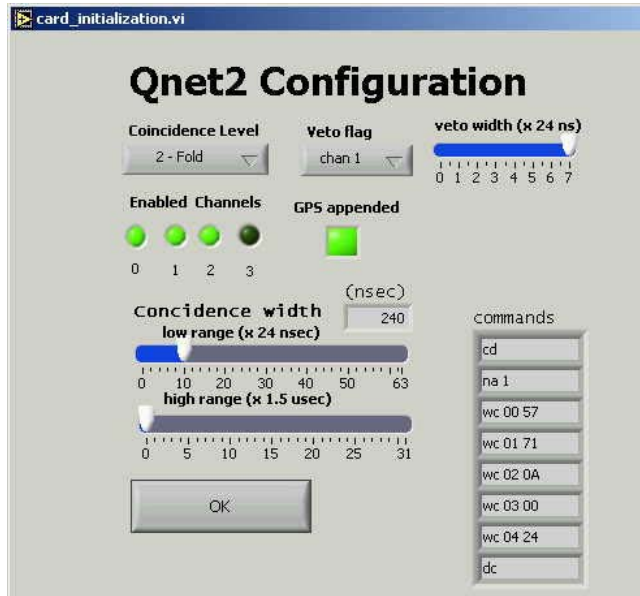 card_initialization.vi
Qnet2 Configuration
Coincidence Level Veto flag veto width (x 24 ns)
2 - Fold chan 1
0 1 2 3 4 5 6 7
Enabled Channels GPS appended
0 1 2 3
(nsec)
Concidence width 240
low range (x 24 nsec)
0 10 20 30 40 50 63
high range (x 1.5 usec)
0 5 10 15 20 25 31
OK
commands
cd
na 1
wc 00 57
wc 01 71
wc 02 0A
wc 03 00
wc 04 24
dc